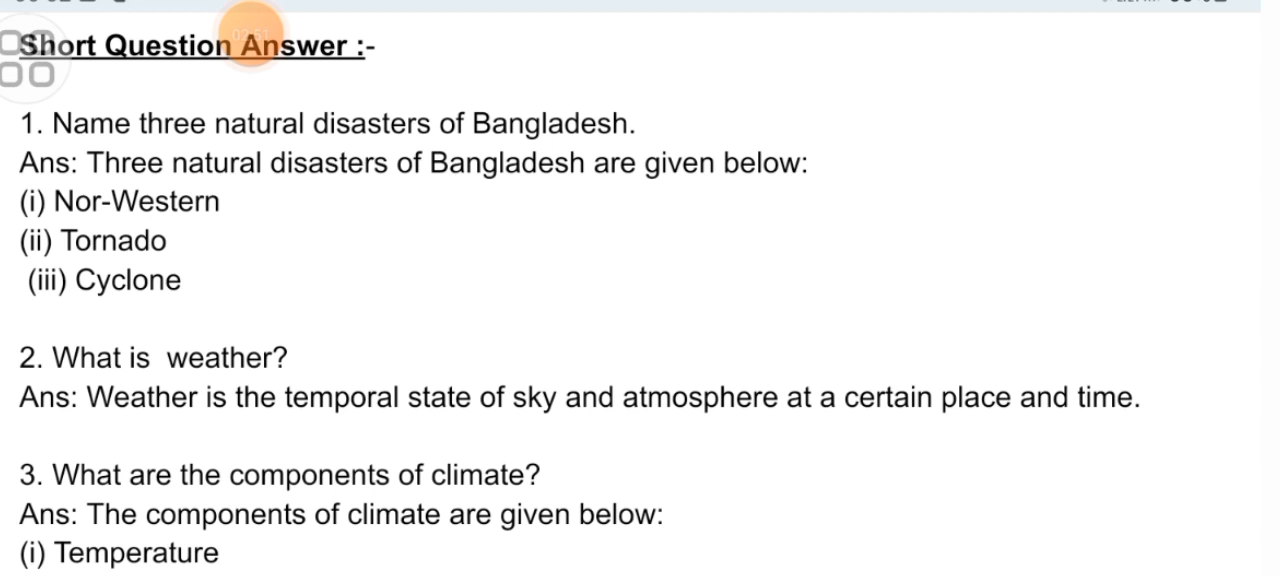 Short Question Answer :-
1. Name three natural disasters of Bangladesh.
Ans: Three natural disasters of Bangladesh are given below:
(i) Nor-Western
(ii) Tornado
(iii) Cyclone
2. What is  weather?
Ans: Weather is the temporal state of sky and atmosphere at a certain place and time.
3. What are the components of climate?
Ans: The components of climate are given below:
(i) Temperature